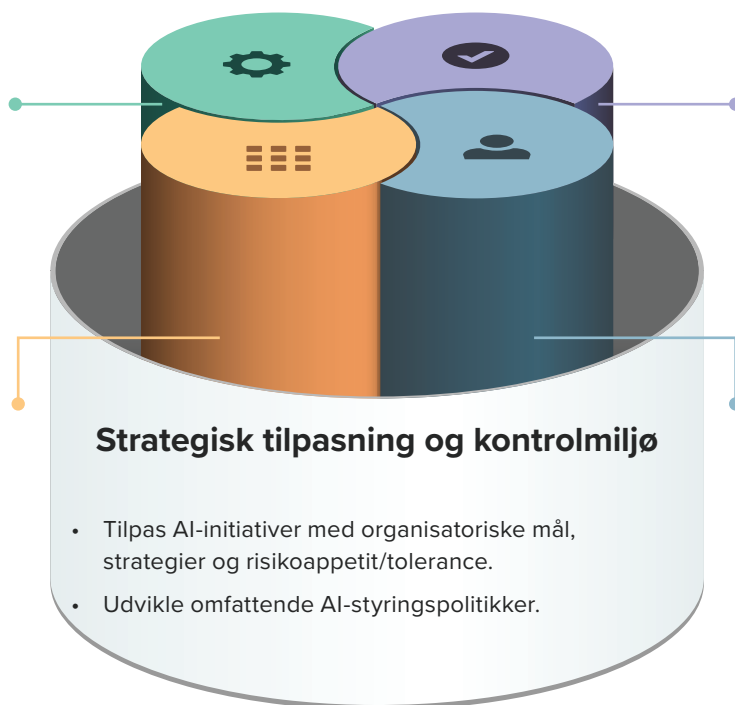 Strategisk tilpasning og kontrolmiljø
• Tilpas AI-initiativer med organisatoriske mål,
strategier og risikoappetit/tolerance.
• Udvikle omfattende AI-styringspolitikker.